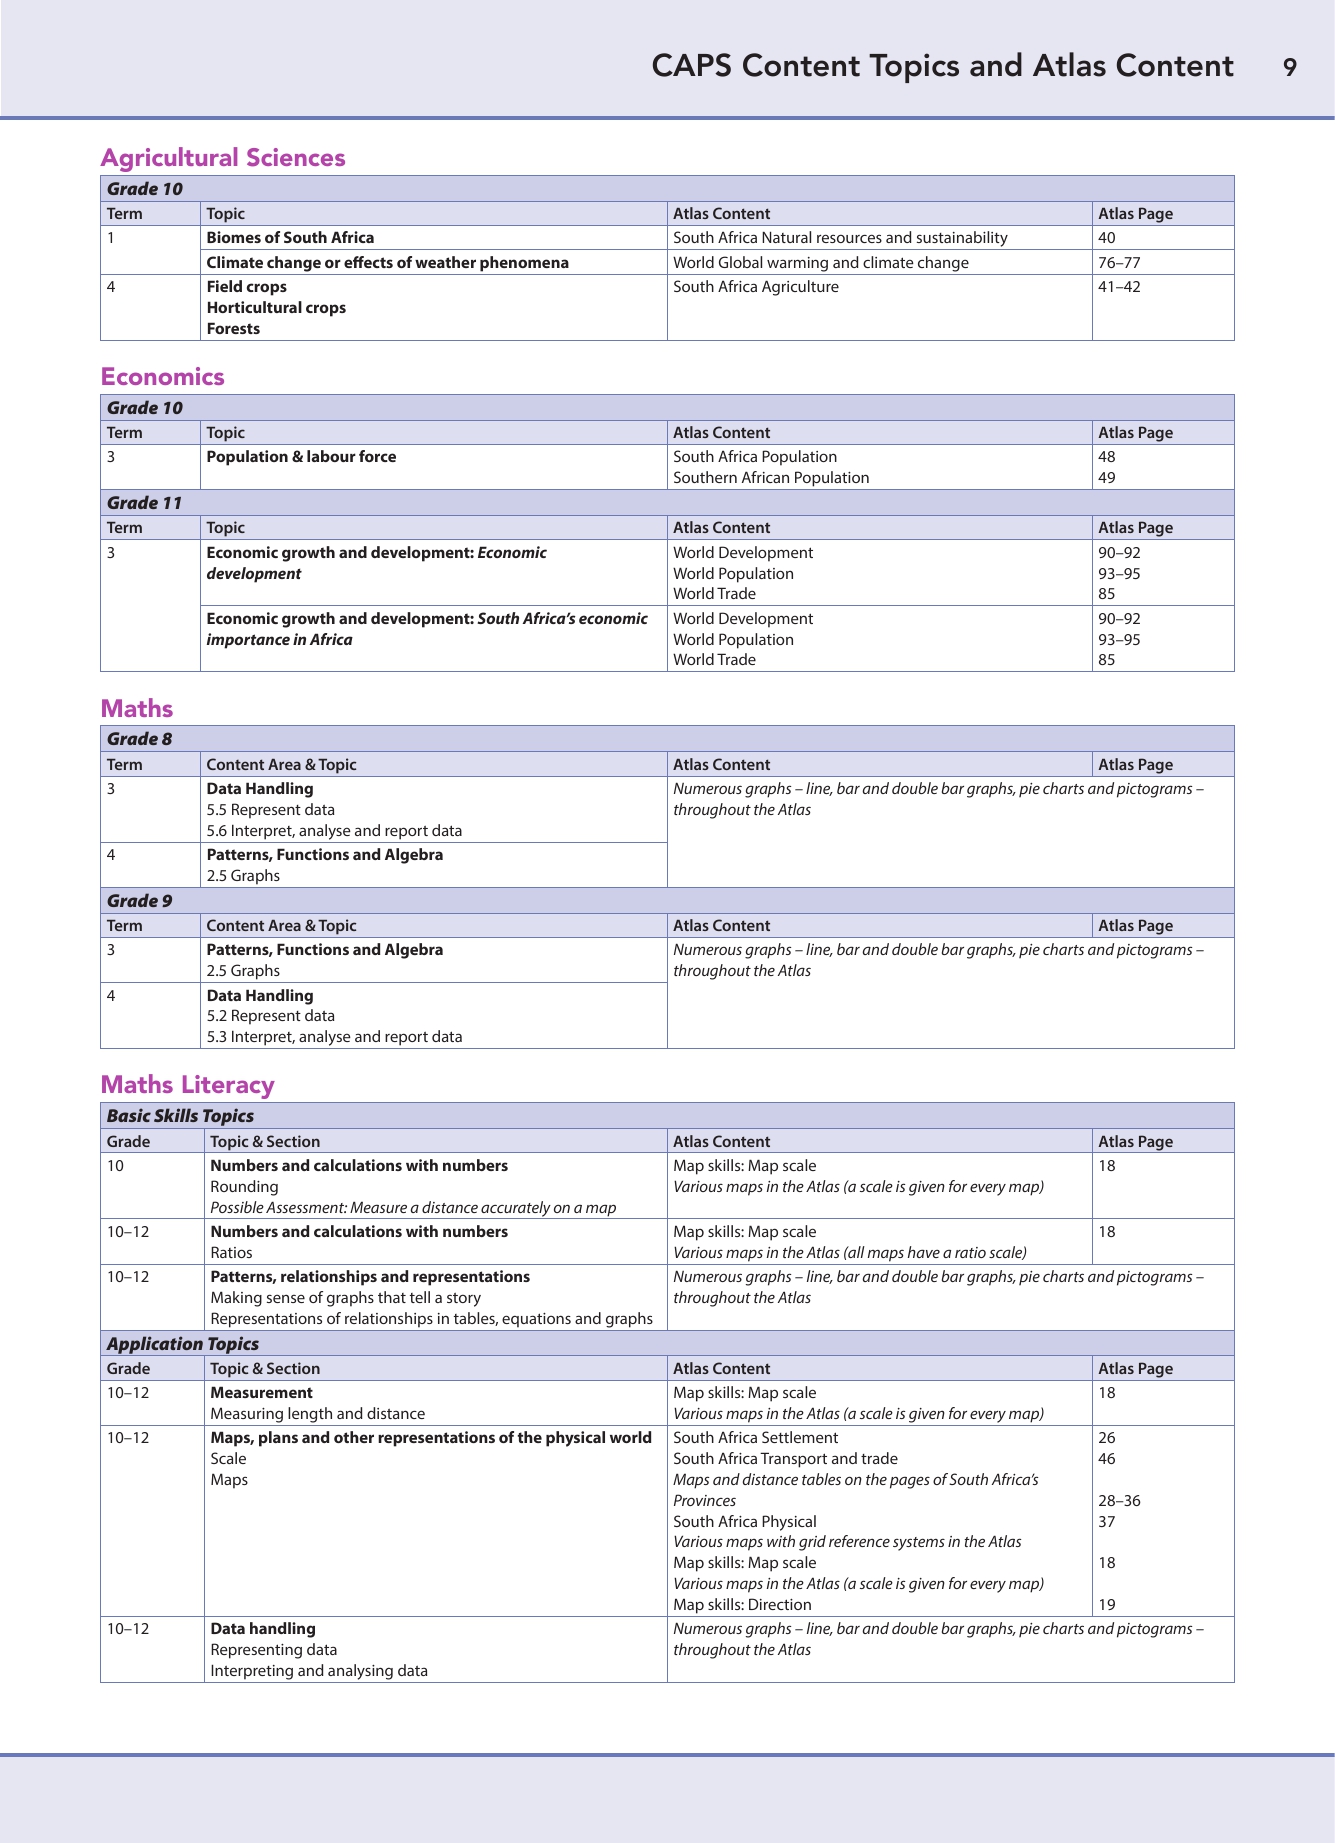 CAPS Content Topics and Atlas Content 9
Agricultural Sciences
Grade 10
Term Topic Atlas Content Atlas Page
1 Biomes of South Africa South Africa Natural resources and sustainability 40
Climate change or effects of weather phenomena World Global warming and climate change 76–77
4 Field crops South Africa Agriculture 41–42
Horticultural crops
Forests
Economics
Grade 10
Term Topic Atlas Content Atlas Page
3 Population & labour force South Africa Population 48
Southern African Population 49
Grade 11
Term Topic Atlas Content Atlas Page
3 Economic growth and development: Economic World Development 90–92
development World Population 93–95
World Trade 85
Economic growth and development: South Africa’s economic World Development 90–92
importance in Africa World Population 93–95
World Trade 85
Maths
Grade 8
Term Content Area & Topic Atlas Content Atlas Page
3 Data Handling Numerous graphs – line, bar and double bar graphs, pie charts and pictograms –
5.5 Represent data throughout the Atlas
5.6 Interpret, analyse and report data
4 Patterns, Functions and Algebra
2.5 Graphs
Grade 9
Term Content Area & Topic Atlas Content Atlas Page
3 Patterns, Functions and Algebra Numerous graphs – line, bar and double bar graphs, pie charts and pictograms –
2.5 Graphs throughout the Atlas
4 Data Handling
5.2 Represent data
5.3 Interpret, analyse and report data
Maths Literacy
Basic Skills Topics
Grade Topic & Section Atlas Content Atlas Page
10 Numbers and calculations with numbers Map skills: Map scale 18
Rounding Various maps in the Atlas (a scale is given for every map)
Possible Assessment: Measure a distance accurately on a map
10–12 Numbers and calculations with numbers Map skills: Map scale 18
Ratios Various maps in the Atlas (all maps have a ratio scale)
10–12 Patterns, relationships and representations Numerous graphs – line, bar and double bar graphs, pie charts and pictograms –
Making sense of graphs that tell a story throughout the Atlas
Representations of relationships in tables, equations and graphs
Application Topics
Grade Topic & Section Atlas Content Atlas Page
10–12 Measurement Map skills: Map scale 18
Measuring length and distance Various maps in the Atlas (a scale is given for every map)
10–12 Maps, plans and other representations of the physical world South Africa Settlement 26
Scale South Africa Transport and trade 46
Maps Maps and distance tables on the pages of South Africa’s
Provinces 28–36
South Africa Physical 37
Various maps with grid reference systems in the Atlas
Map skills: Map scale 18
Various maps in the Atlas (a scale is given for every map)
Map skills: Direction 19
10–12 Data handling Numerous graphs – line, bar and double bar graphs, pie charts and pictograms –
Representing data throughout the Atlas
Interpreting and analysing data